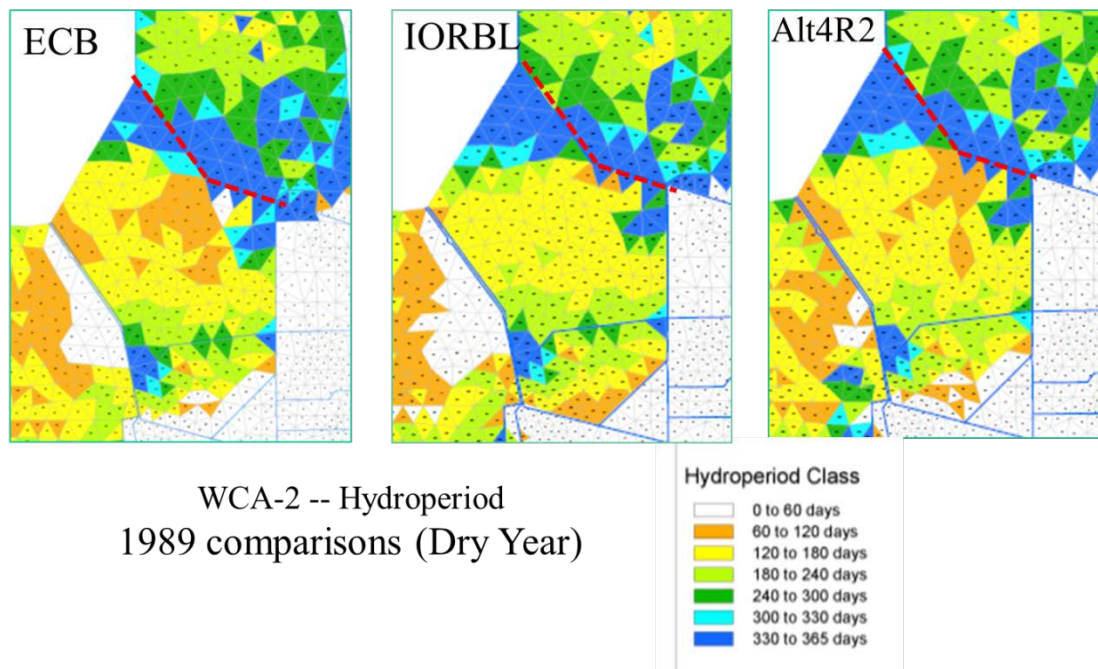 ECB
IORBL
Alt4R2
WCA-2 -- Hydroperiod
1989 comparisons (Dry Year)
Hydroperiod Class
0 to 60 days
60 to 120 days
120 to 180 days
180 to 240 days
240 to 300 days
300 to 330 days
330 to 365 days